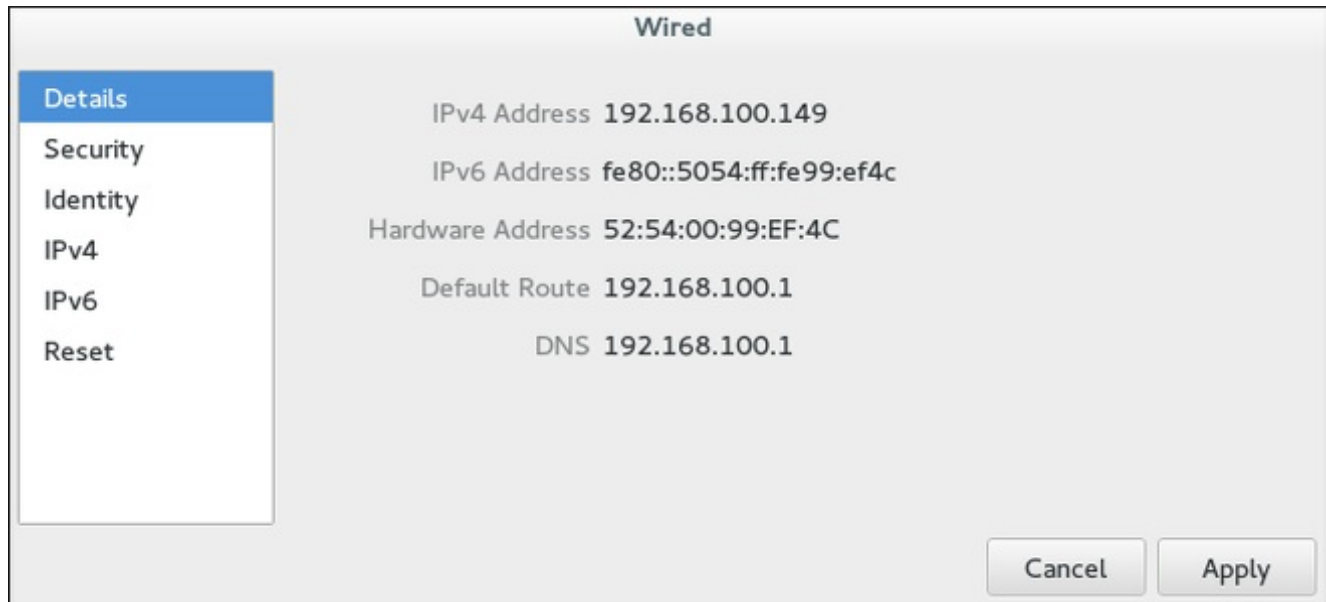 Wired
Details
Security
Identity
IPv4
IPv6
Reset
IPv4 Address 192.168.100.149
IPv6 Address fe80::5054:ff:fe99:ef4c
Hardware Address 52:54:00:99:EF:4C
Default Route 192.168.100.1
DNS 192.168.100.1
Cancel
Apply